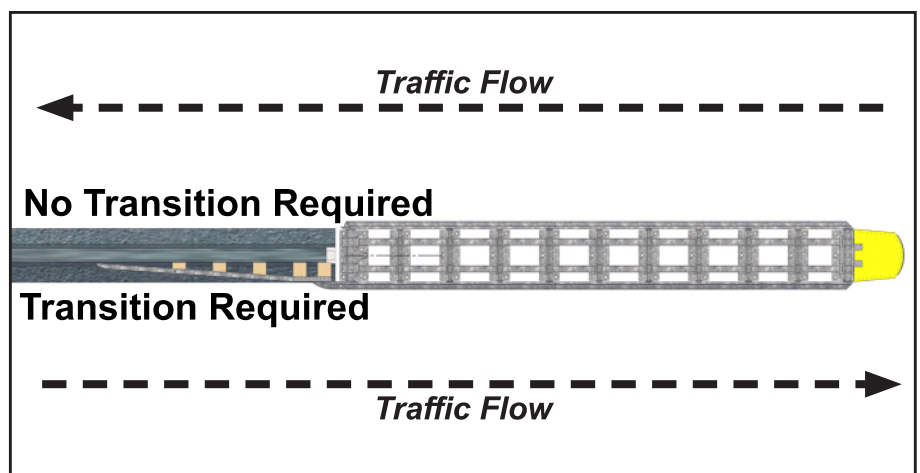 Traffic Flow
No Transition Required
Transition Required
Traffic Flow